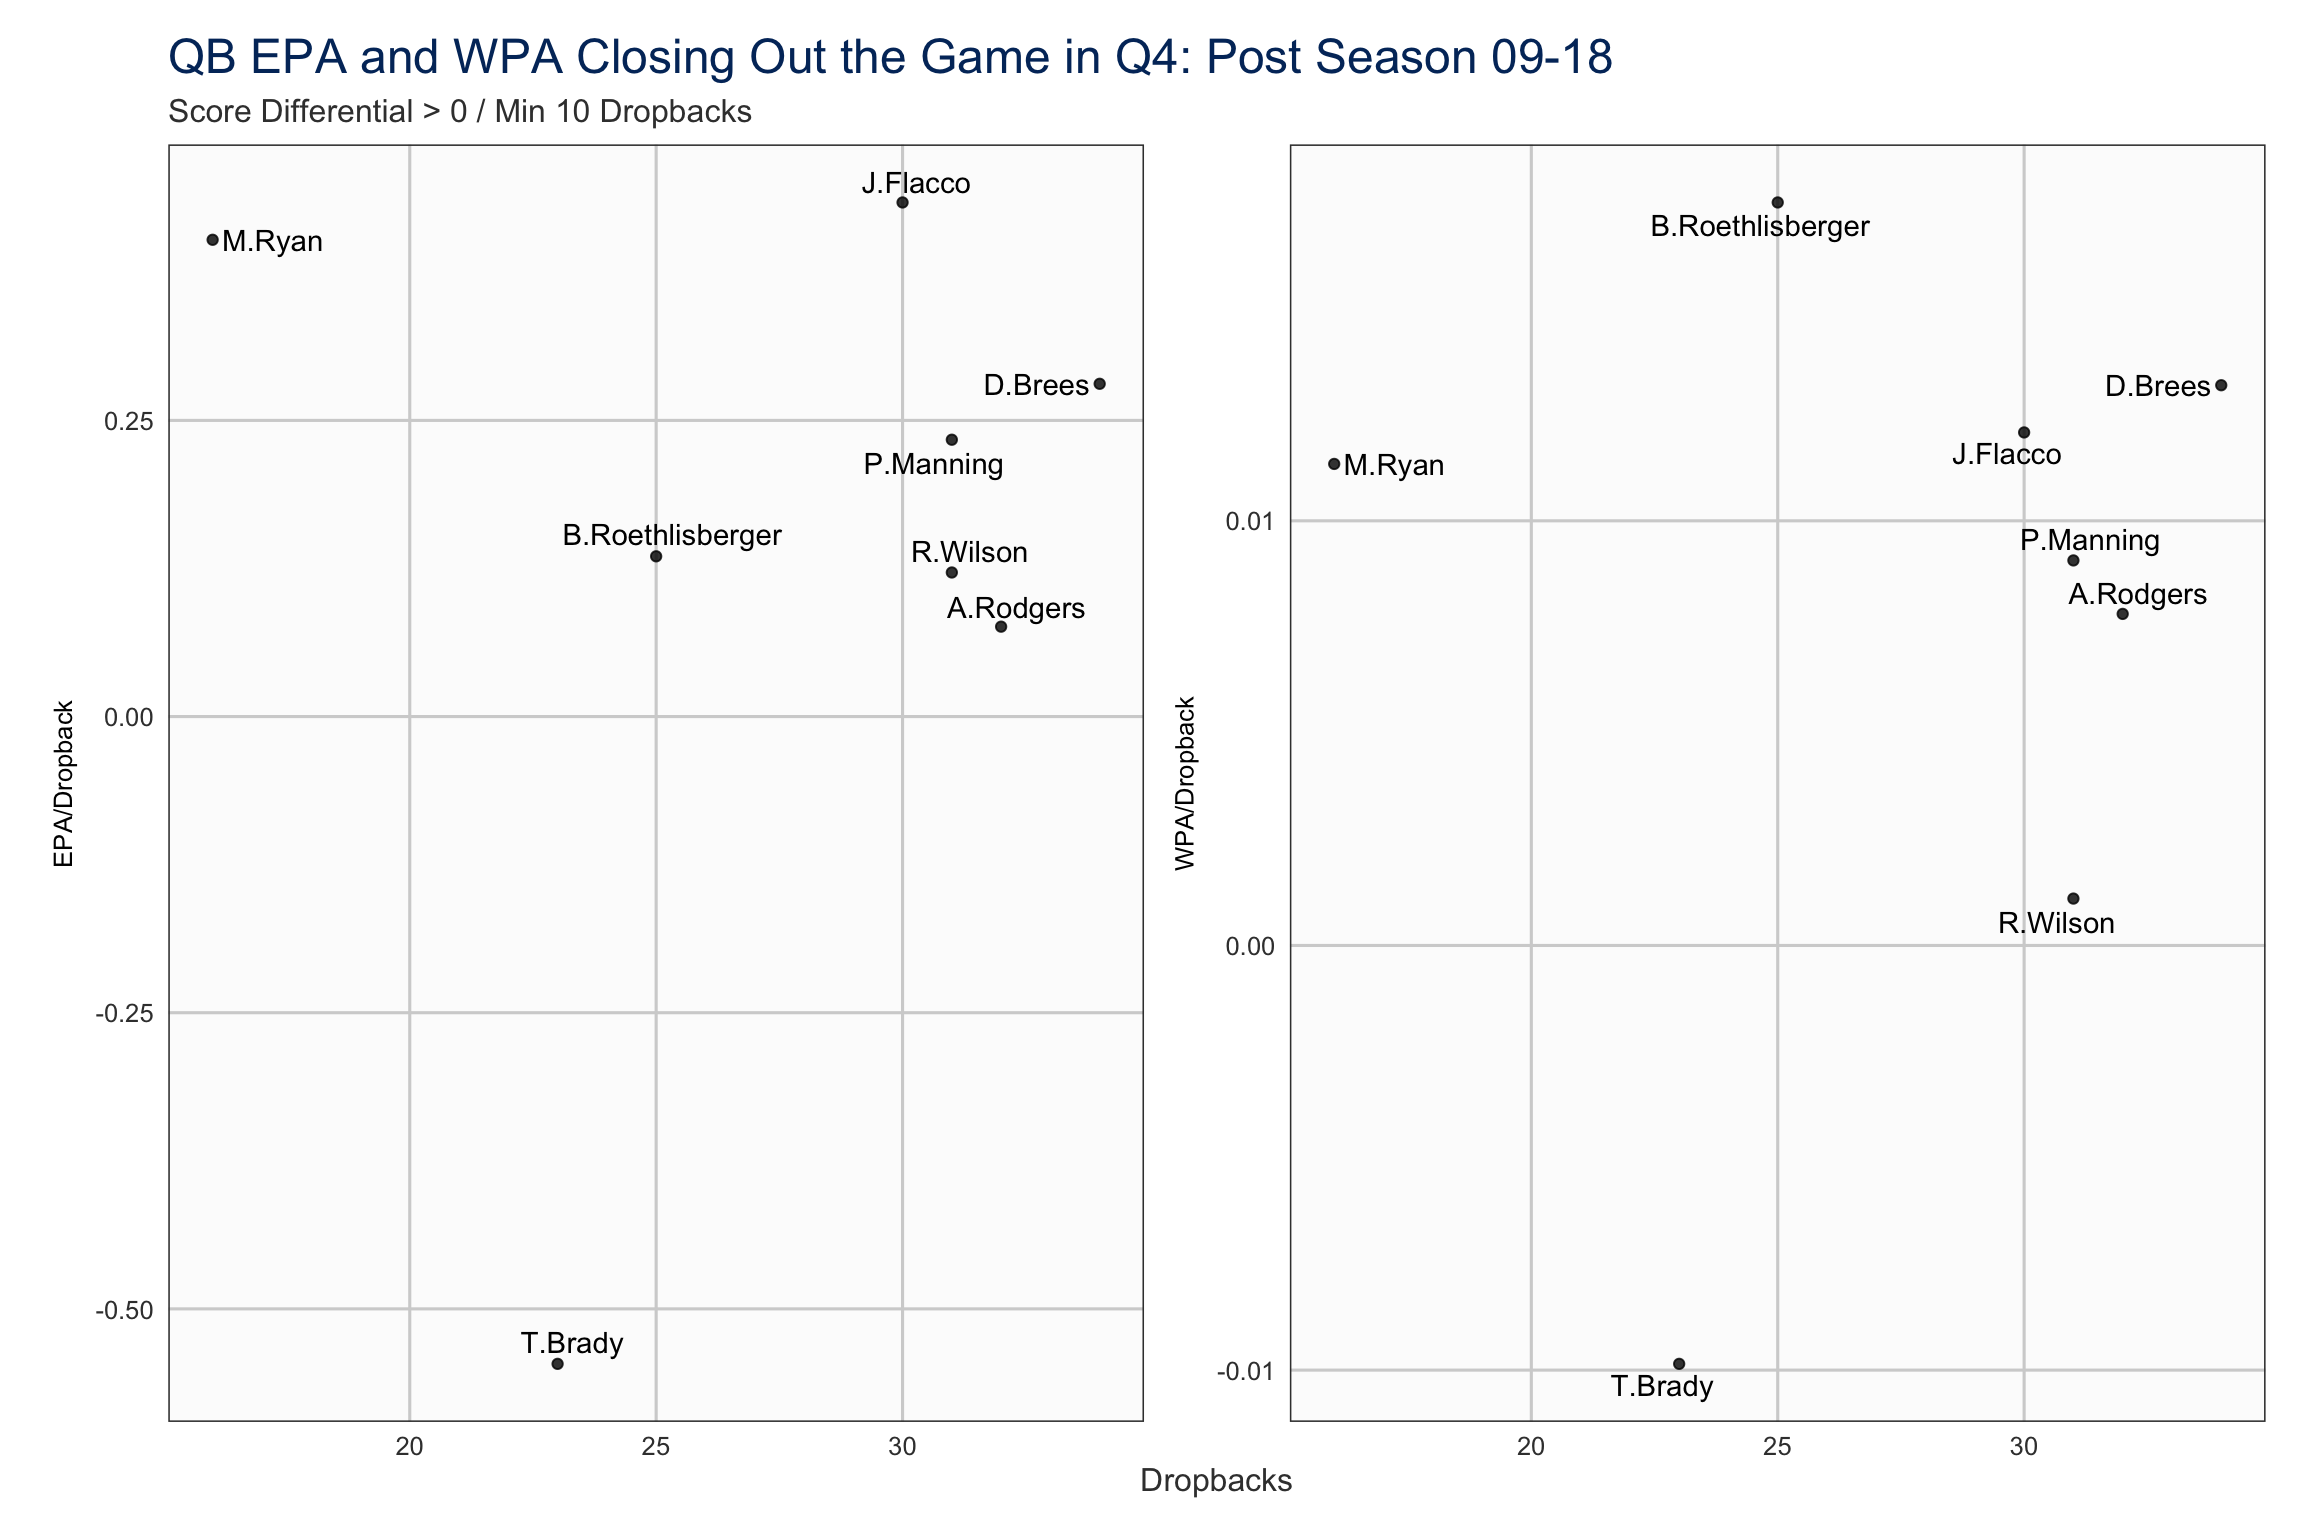 QB EPA and WPA Closing Out the Game in Q4: Post Season 09-18
Score Differential > 0 / Min 10 Dropbacks
EPA/Dropback
0.25
0.00
-0.25
-0.50
J.Flacco
M.Ryan
D.Brees
P.Manning
B.Roethlisberger
R.Wilson
A.Rodgers
T.Brady
20 25 30
WPA/Dropback
0.01
0.00
-0.01
B.Roethlisberger
D.Brees
J.Flacco
M.Ryan
P.Manning
A.Rodgers
R.Wilson
T.Brady
20 25 30
Dropbacks